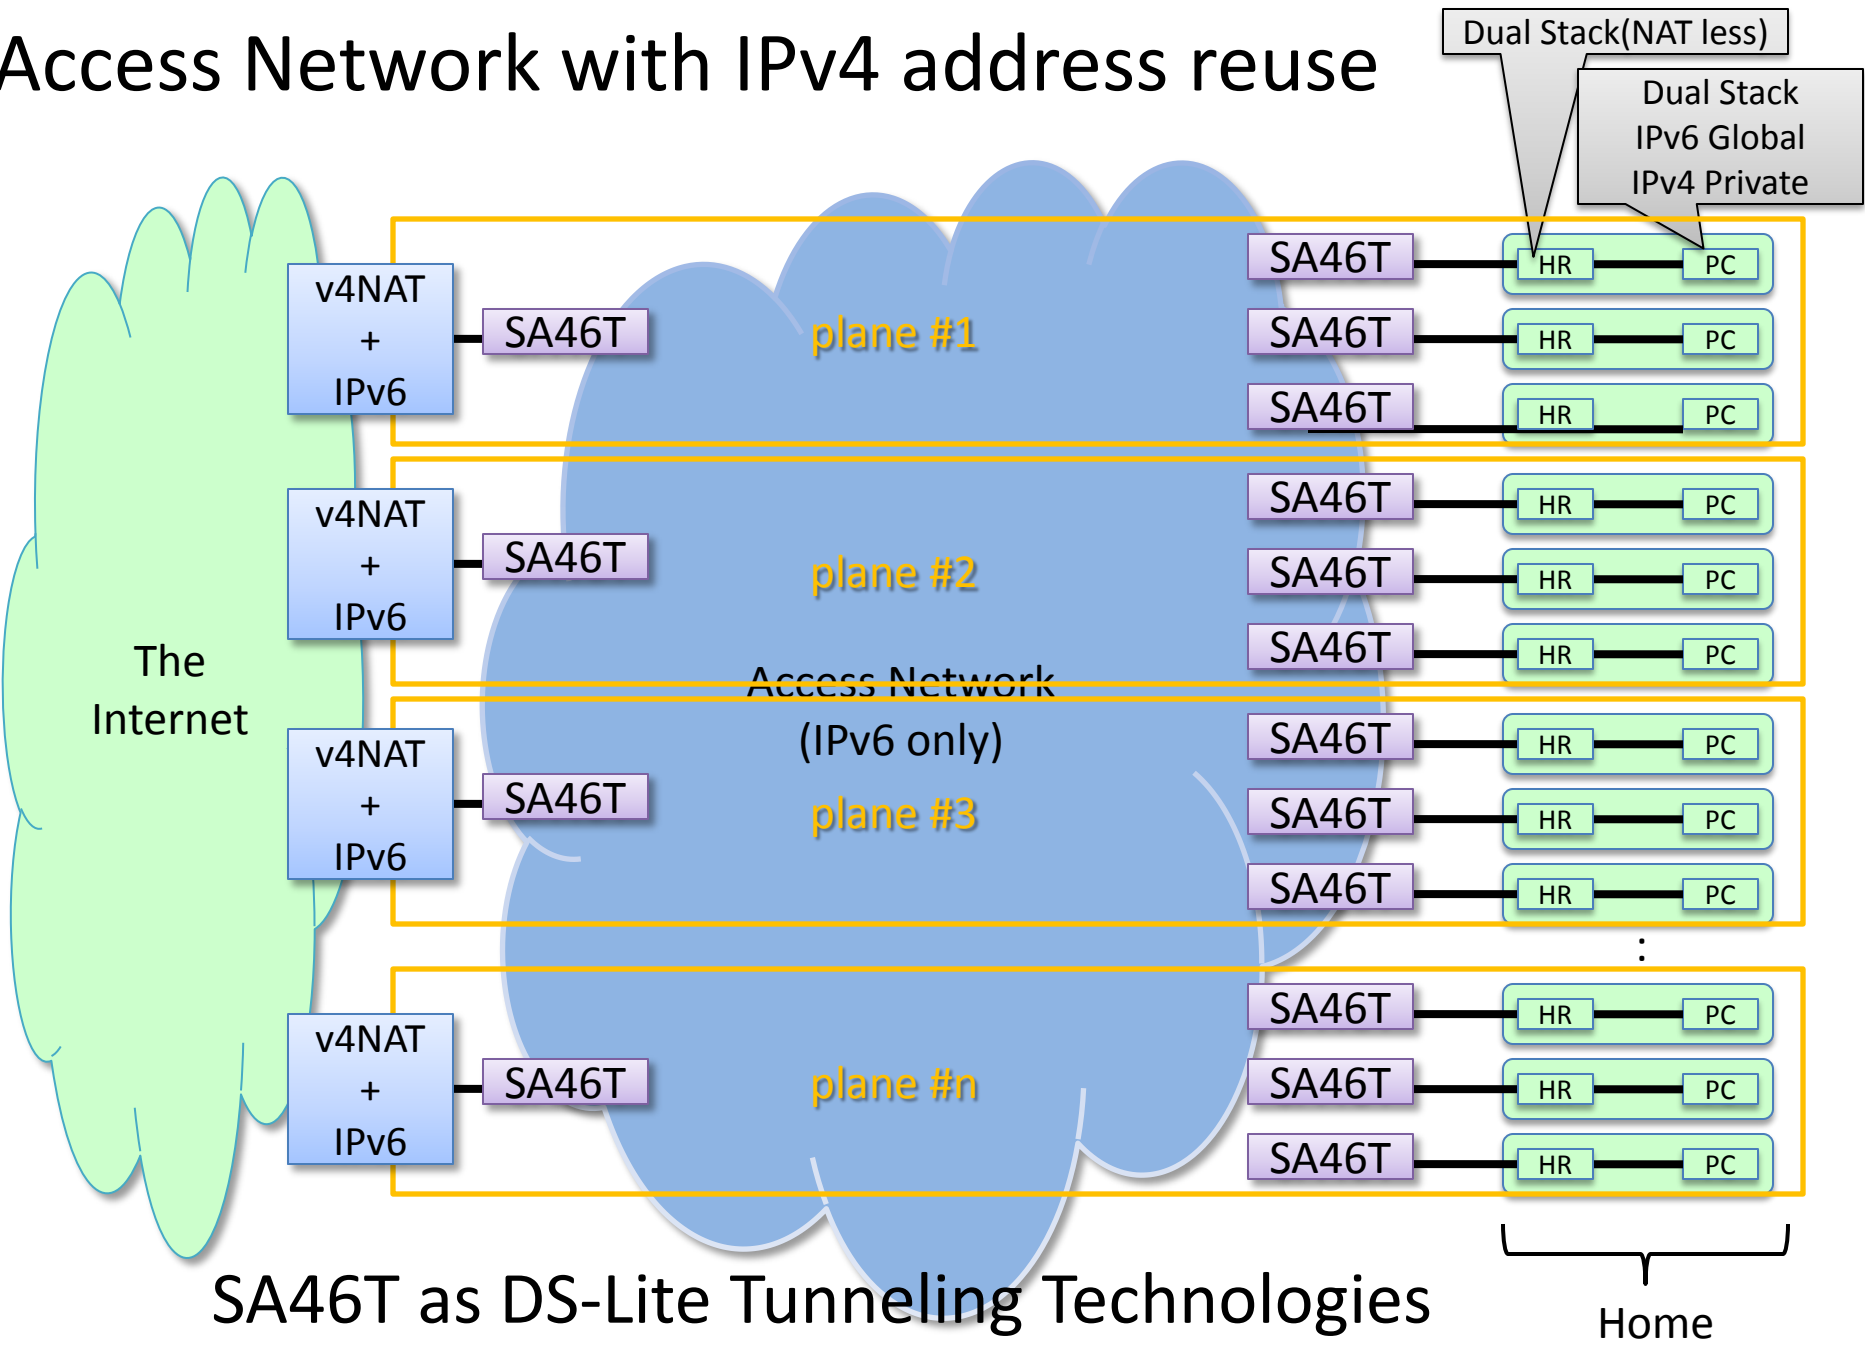 Access Network with IPv4 address reuse
Dual Stack(NAT less)
Dual Stack
IPv6 Global
IPv4 Private
The
Internet
v4NAT
+
IPv6
SA46T
plane #1
SA46T
HR
PC
SA46T
HR
PC
SA46T
HR
PC
v4NAT
+
IPv6
SA46T
plane #2
SA46T
HR
PC
SA46T
HR
PC
SA46T
HR
PC
Access Network
(IPv6 only)
v4NAT
+
IPv6
SA46T
plane #3
SA46T
HR
PC
SA46T
HR
PC
SA46T
HR
PC
:
v4NAT
+
IPv6
SA46T
plane #n
SA46T
HR
PC
SA46T
HR
PC
SA46T
HR
PC
SA46T as DS-Lite Tunneling Technologies
Home